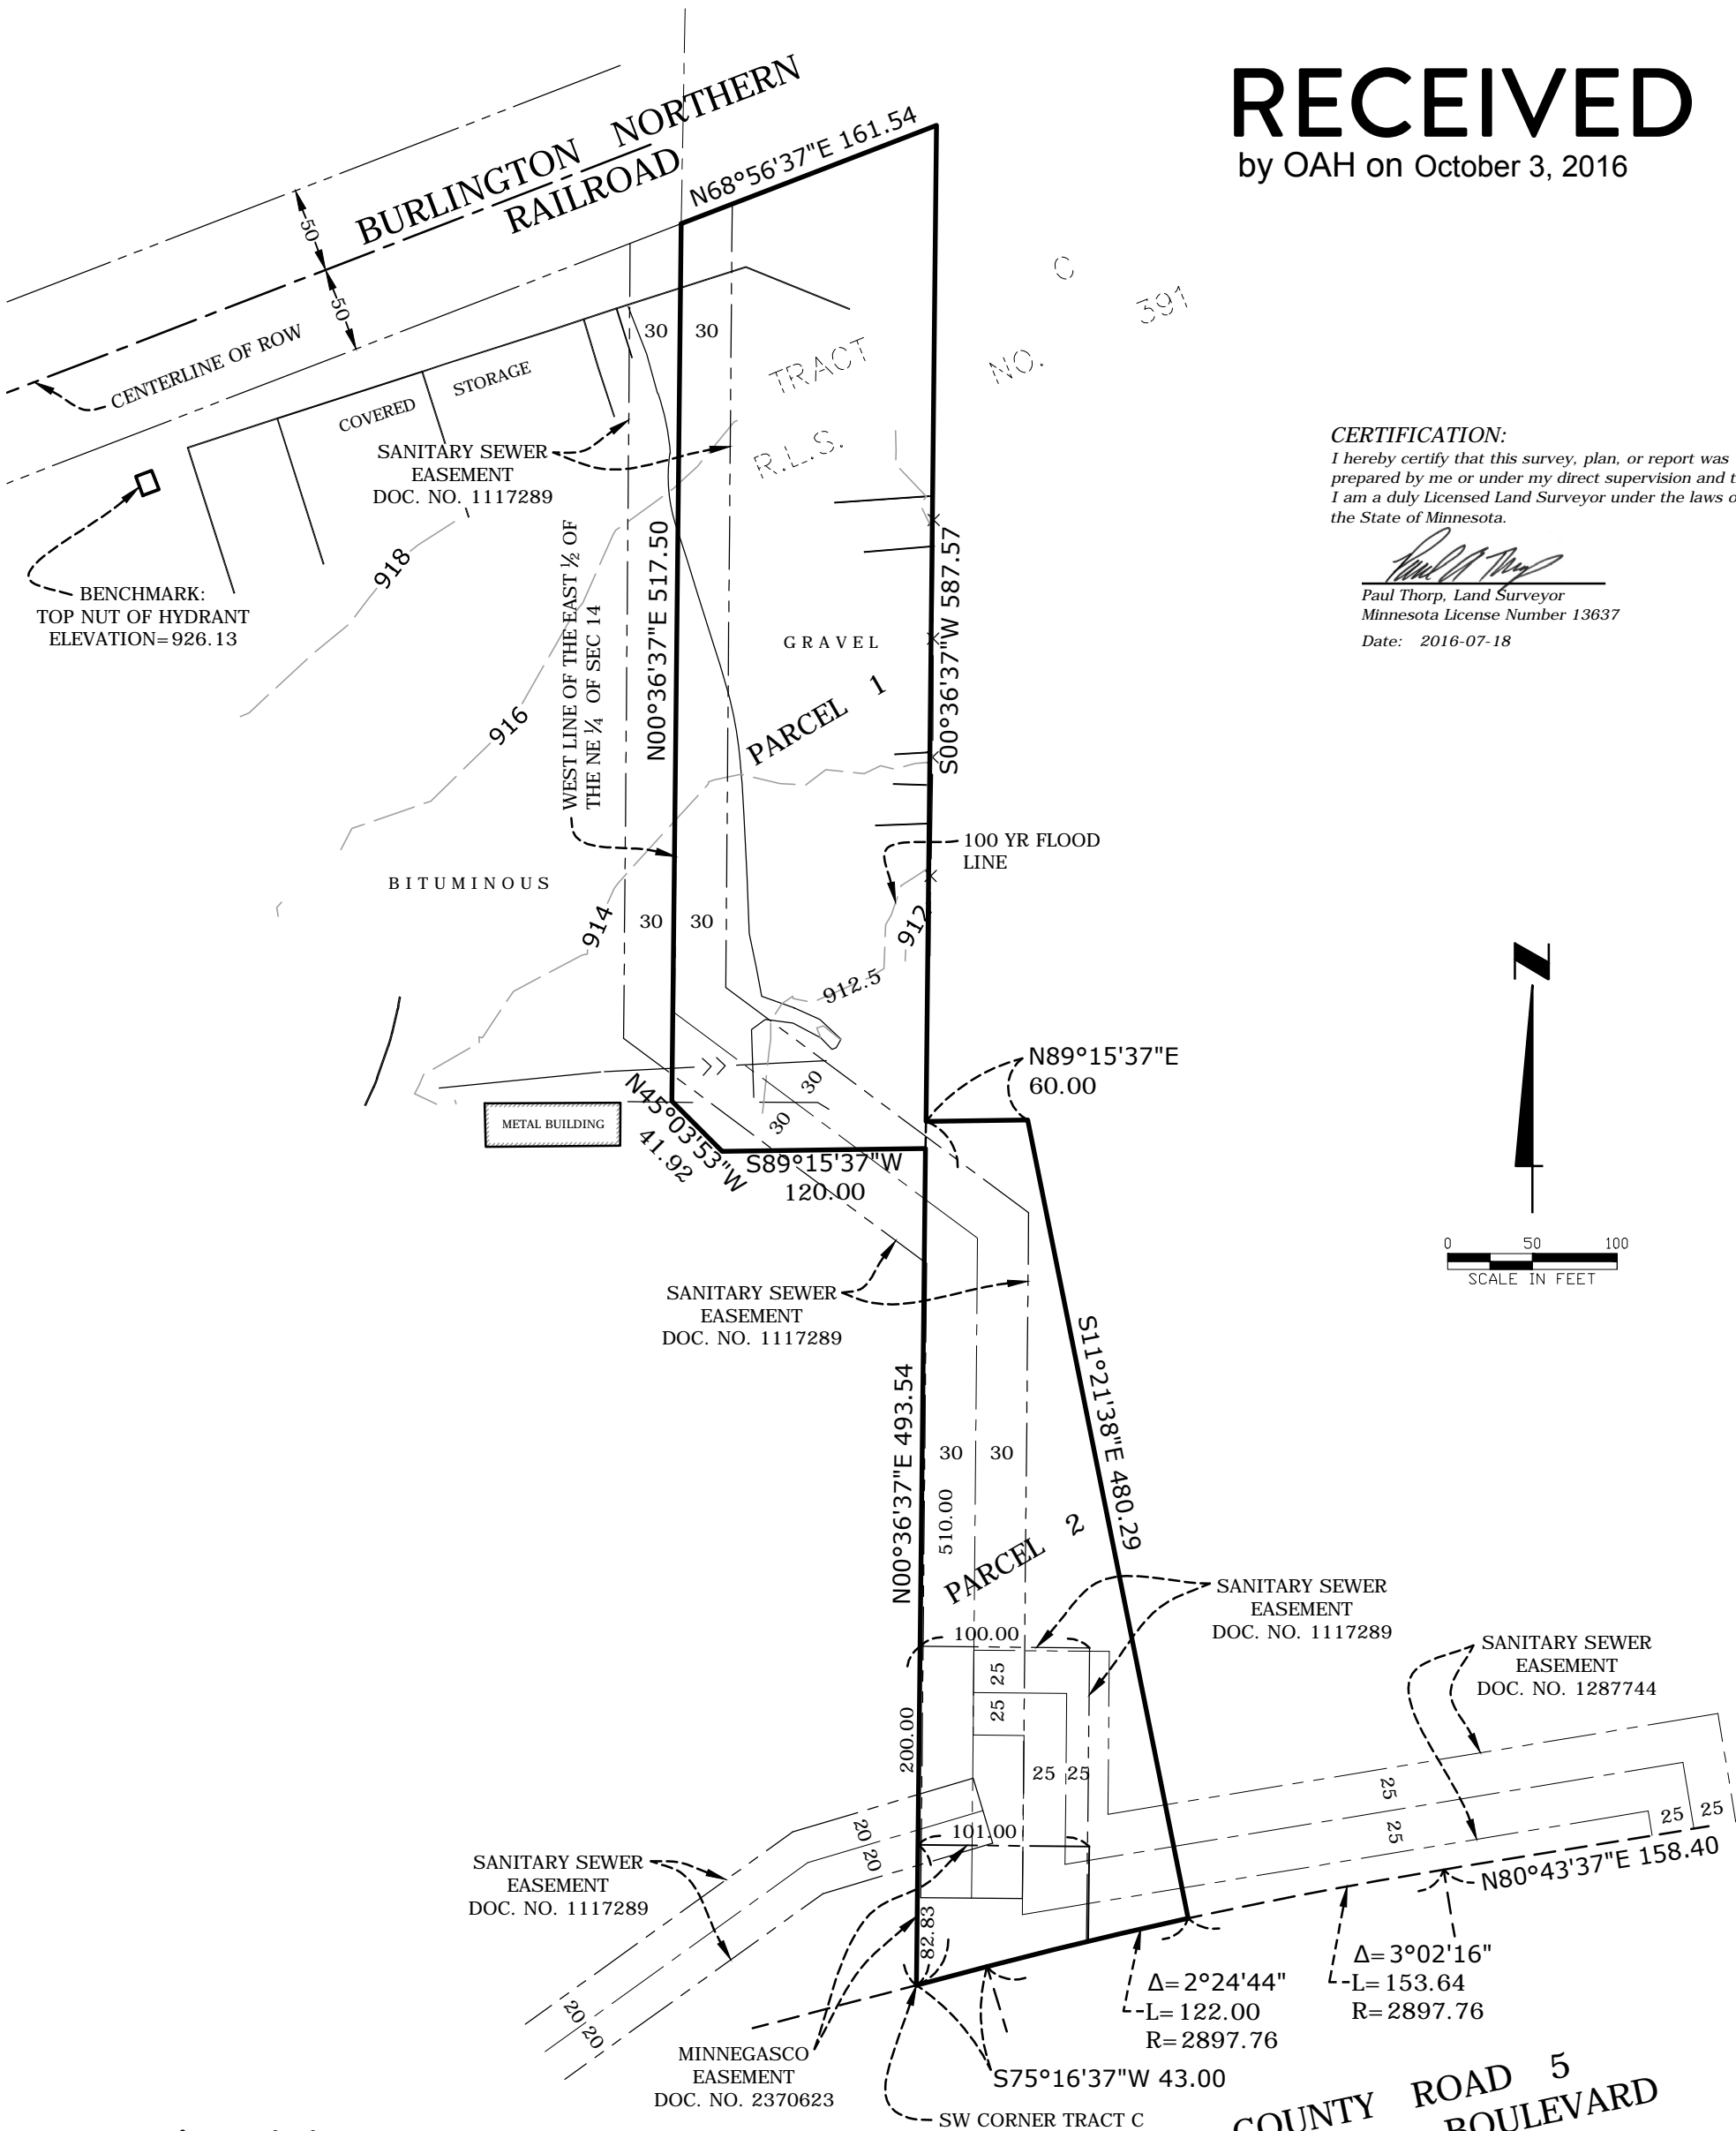 RECEIVED
by OAH on October 3, 2016
BURLINGTON NORTHERN
RAILROAD
N68°56'37"E 161.54
50
50
CENTERLINE OF ROW
COVERED STORAGE
30 30
TRACT C
R.L.S. NO. 391
SANITARY SEWER
EASEMENT
DOC. NO. 1117289
CERTIFICATION:
I hereby certify that this survey, plan, or report was
prepared by me or under my direct supervision and t
I am a duly Licensed Land Surveyor under the laws o
the State of Minnesota.
Paul Thorp, Land Surveyor
Minnesota License Number 13637
Date: 2016-07-18
BENCHMARK:
TOP NUT OF HYDRANT
ELEVATION=926.13
918
916
914
912
912.5
WEST LINE OF THE EAST ½ OF
THE NE ¼ OF SEC 14
N00°36'37"E 517.50
GRAVEL
PARCEL 1
S00°36'37"W 587.57
100 YR FLOOD
LINE
BITUMINOUS
30 30
N
0 50 100
SCALE IN FEET
N89°15'37"E
60.00
METAL BUILDING
N45°03'53"W
41.92
30
30
S89°15'37"W
120.00
SANITARY SEWER
EASEMENT
DOC. NO. 1117289
S11°21'38"E 480.29
N00°36'37"E 493.54
30 30
510.00
PARCEL 2
SANITARY SEWER
EASEMENT
DOC. NO. 1117289
100.00
25
25
200.00
25 25
SANITARY SEWER
EASEMENT
DOC. NO. 1287744
25
25
25 25
N80°43'37"E 158.40
101.00
20
20
SANITARY SEWER
EASEMENT
DOC. NO. 1117289
82.83
20
20
Δ=2°24'44"
L=122.00
R=2897.76
Δ=3°02'16"
L=153.64
R=2897.76
MINNEGASCO
EASEMENT
DOC. NO. 2370623
S75°16'37"W 43.00
SW CORNER TRACT C
COUNTY ROAD 5
BOULEVARD